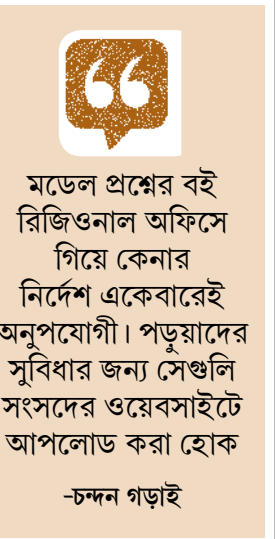 মডেল প্রশ্নের বই
রিজিওনাল অফিসে
গিয়ে কেনার
নির্দেশ একেবারেই
অনুপযোগী। পড়ুয়াদের
সুবিধার জন্য সেগুলি
সংসদের ওয়েবসাইটে
আপলোড করা হোক
-চন্দন গড়াই